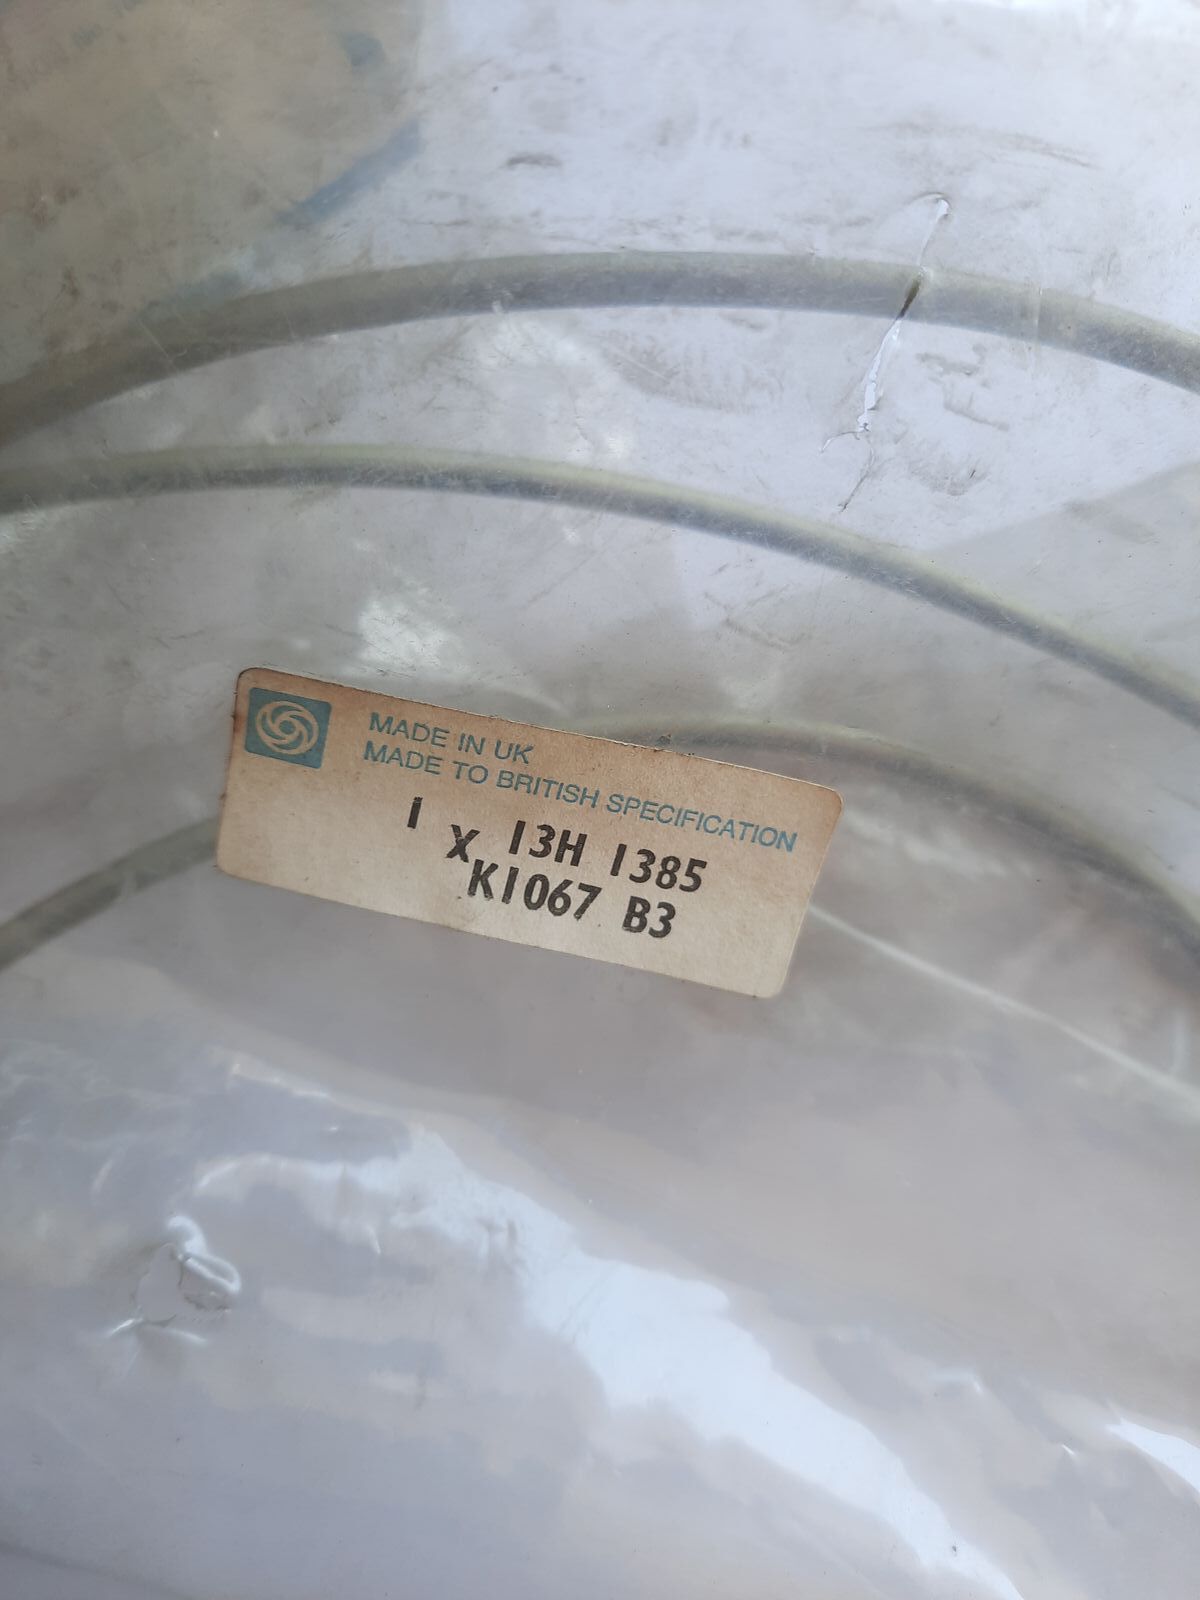 MADE IN UK
MADE TO BRITISH SPECIFICATION
1 X 13H 1385
K1067 B3